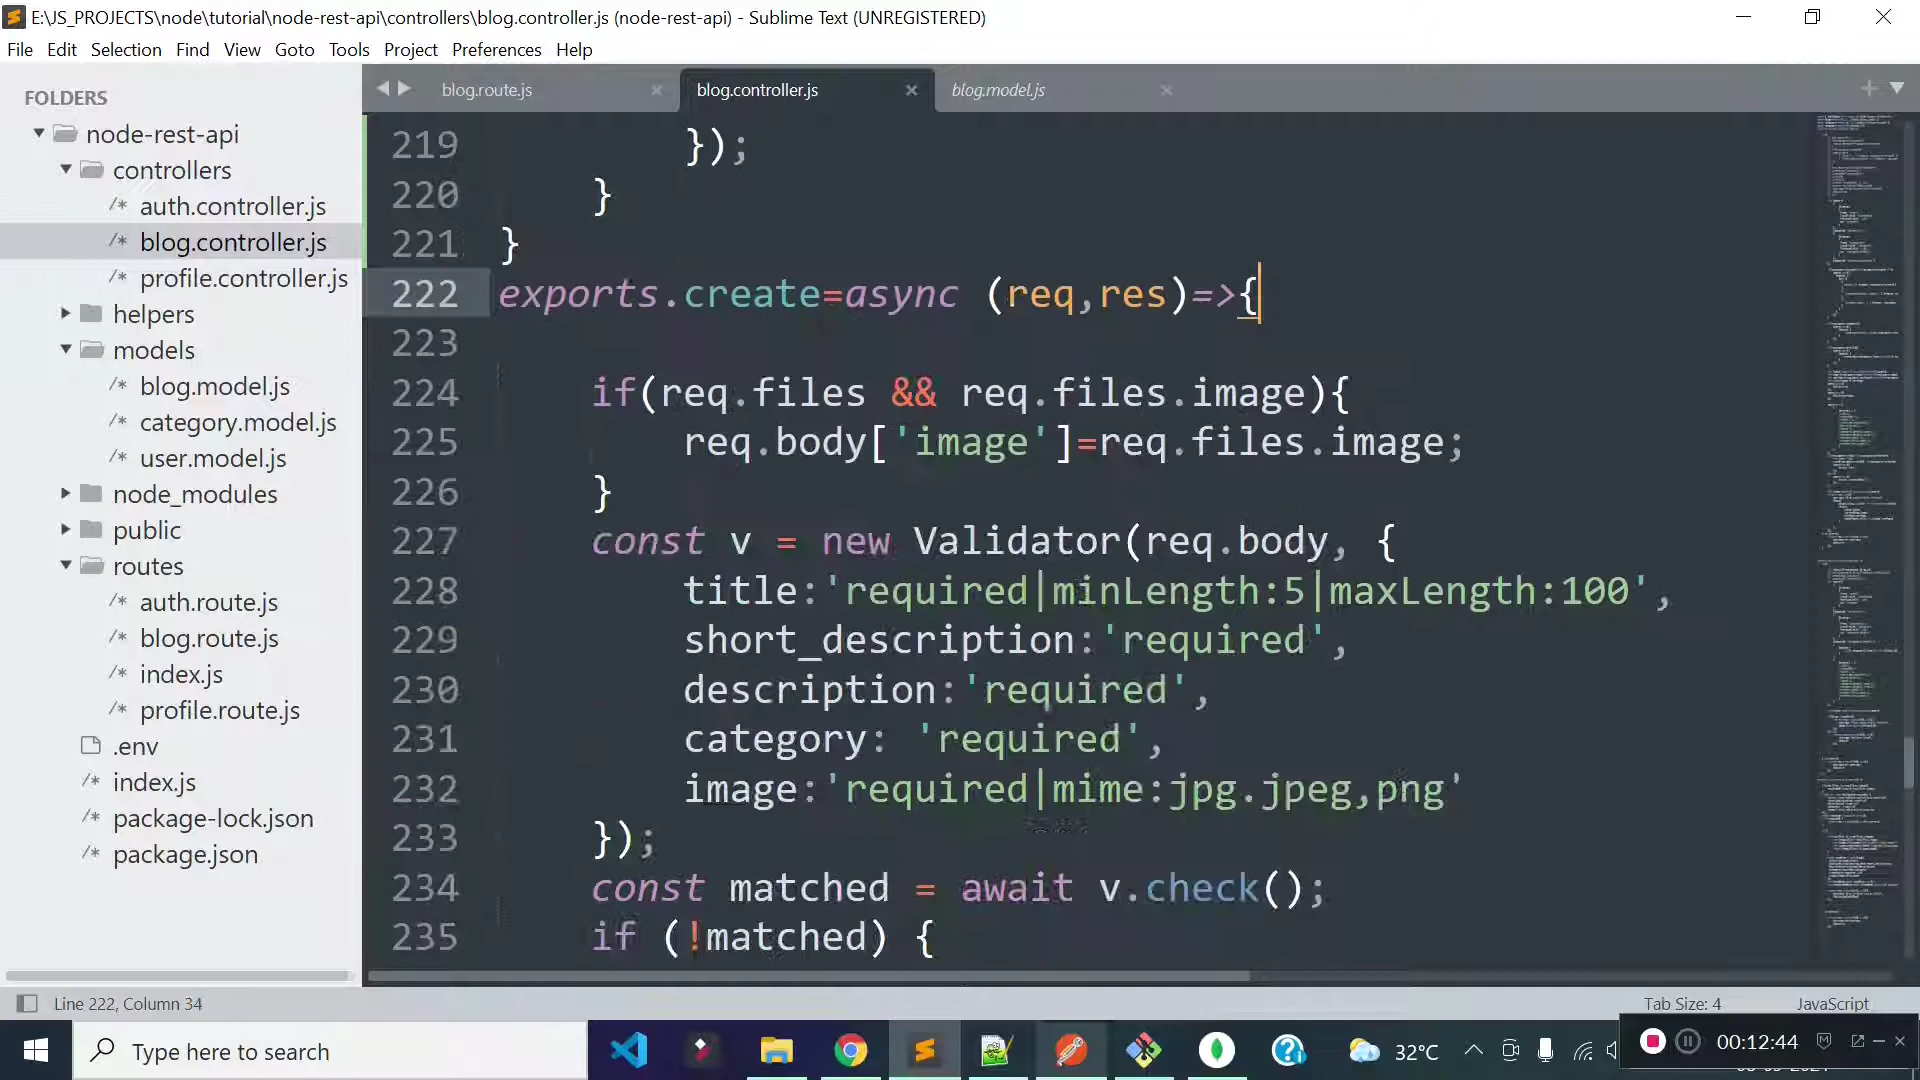 E:\JS_PROJECTS\node\tutorial\node-rest-api\controllers\blog.controller.js (node-rest-api) - Sublime Text (UNREGISTERED)
File Edit Selection Find View Goto Tools Project Preferences Help
FOLDERS
node-rest-api
controllers
/* auth.controller.js
/* blog.controller.js
/* profile.controller.js
helpers
models
/* blog.model.js
/* category.model.js
/* user.model.js
node_modules
public
routes
/* auth.route.js
/* blog.route.js
/* index.js
/* profile.route.js
.env
/* index.js
/* package-lock.json
/* package.json
blog.route.js blog.controller.js blog.model.js
219 });
220 }
221 }
222 exports.create=async (req,res)=>{
223
224 if(req.files && req.files.image){
225 req.body['image']=req.files.image;
226 }
227 const v = new Validator(req.body, {
228 title:'required|minLength:5|maxLength:100',
229 short_description:'required',
230 description:'required',
231 category: 'required',
232 image:'required|mime:jpg.jpeg,png'
233 });
234 const matched = await v.check();
235 if (!matched) {
Line 222, Column 34
Tab Size: 4 JavaScript
Type here to search
32°C
00:12:44